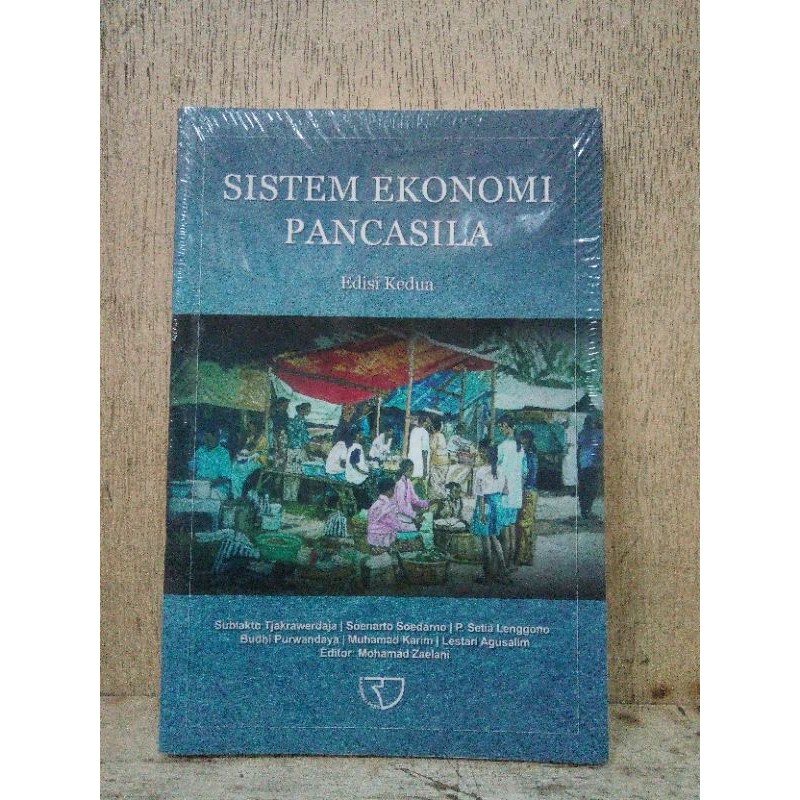 SISTEM EKONOMI
PANCASILA
Edisi Kedua
Subiakto Tjakrawerdaja | Soenarto Soedarno | P. Setia Lenggono
Budhi Purwandaya | Muhamad Karim | Lestari Agusalim
Editor: Mohamad Zaelani